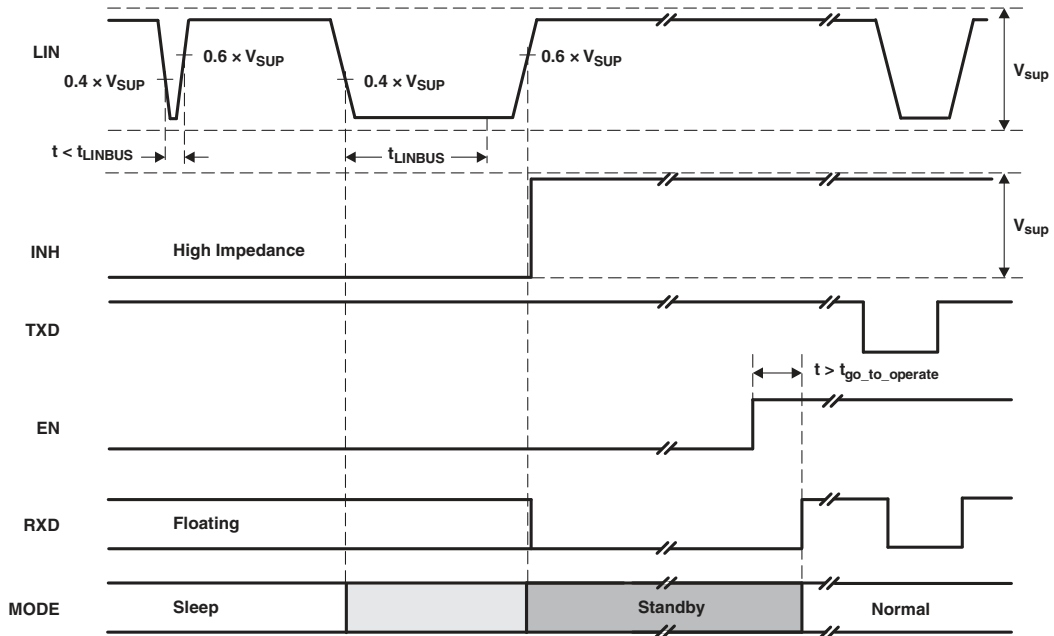 LIN
0.6 × VSUP
0.6 × VSUP
0.4 × VSUP
0.4 × VSUP
Vsup
t < tLINBUS
tLINBUS
INH
High Impedance
Vsup
TXD
t > tgo_to_operate
EN
RXD
Floating
MODE
Sleep
Standby
Normal